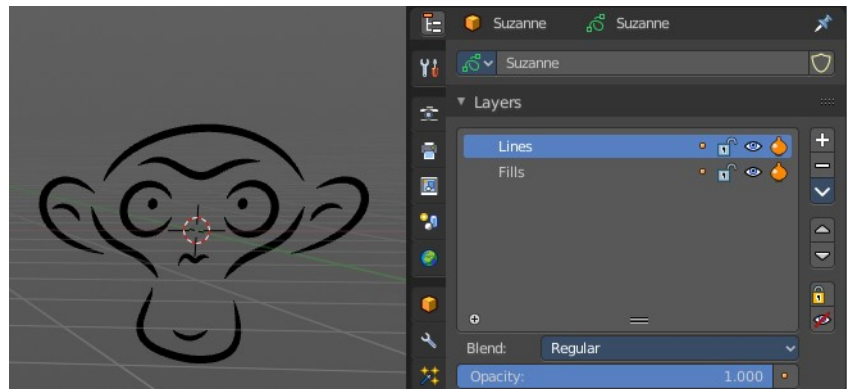 Suzanne Suzanne
Suzanne
Layers
Lines
Fills
Blend: Regular
Opacity: 1.000